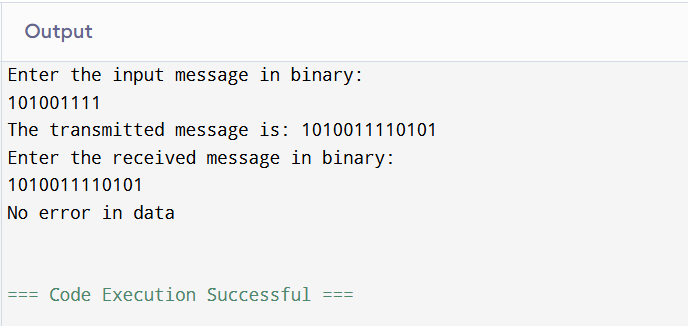 Output
Enter the input message in binary:
101001111
The transmitted message is: 1010011110101
Enter the received message in binary:
1010011110101
No error in data
=== Code Execution Successful ===